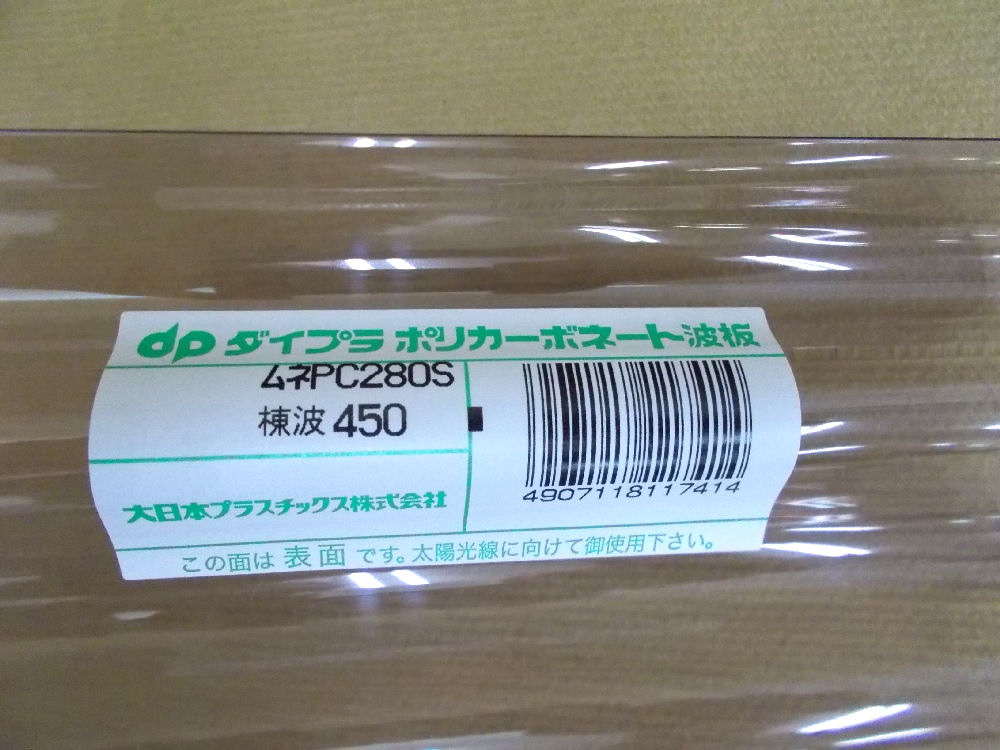 dp ダイプラ ポリカーボネート波板
ムネPC280S
棟波 450
大日本プラスチックス株式会社
4907118117414
この面は 表面 です。太陽光線に向けて御使用下さい。